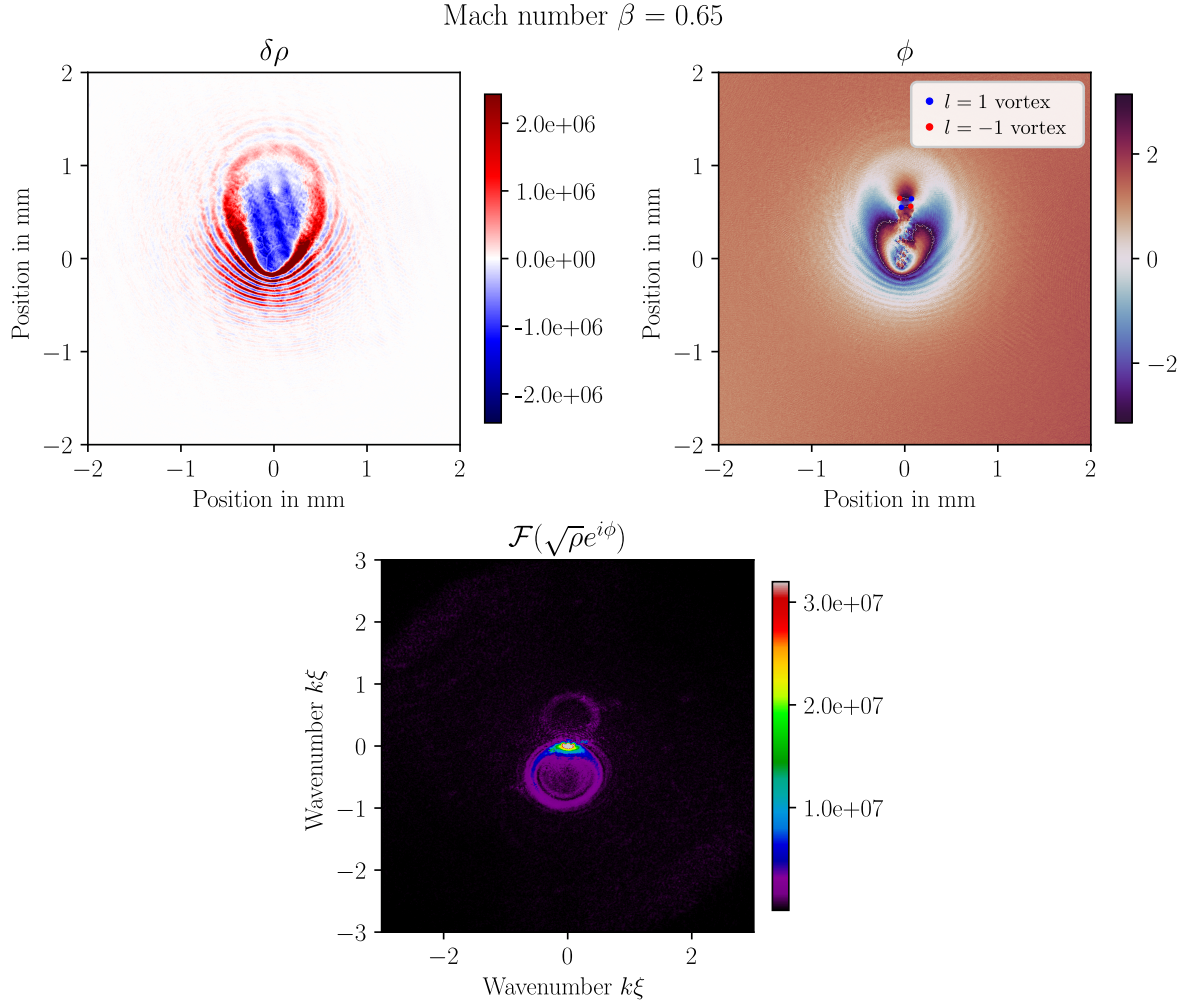 Mach number β = 0.65
δρ
2
1
0
−1
−2
−2
−1
0
1
2
Position in mm
Position in mm
2.0e+06
1.0e+06
0.0e+00
-1.0e+06
-2.0e+06
ϕ
l = 1 vortex
l = −1 vortex
2
1
0
−1
−2
−2
−1
0
1
2
Position in mm
Position in mm
2
0
−2
ℱ(√ρe^{iϕ})
3
2
1
0
−1
−2
−3
−2
0
2
Wavenumber kξ
Wavenumber kξ
3.0e+07
2.0e+07
1.0e+07